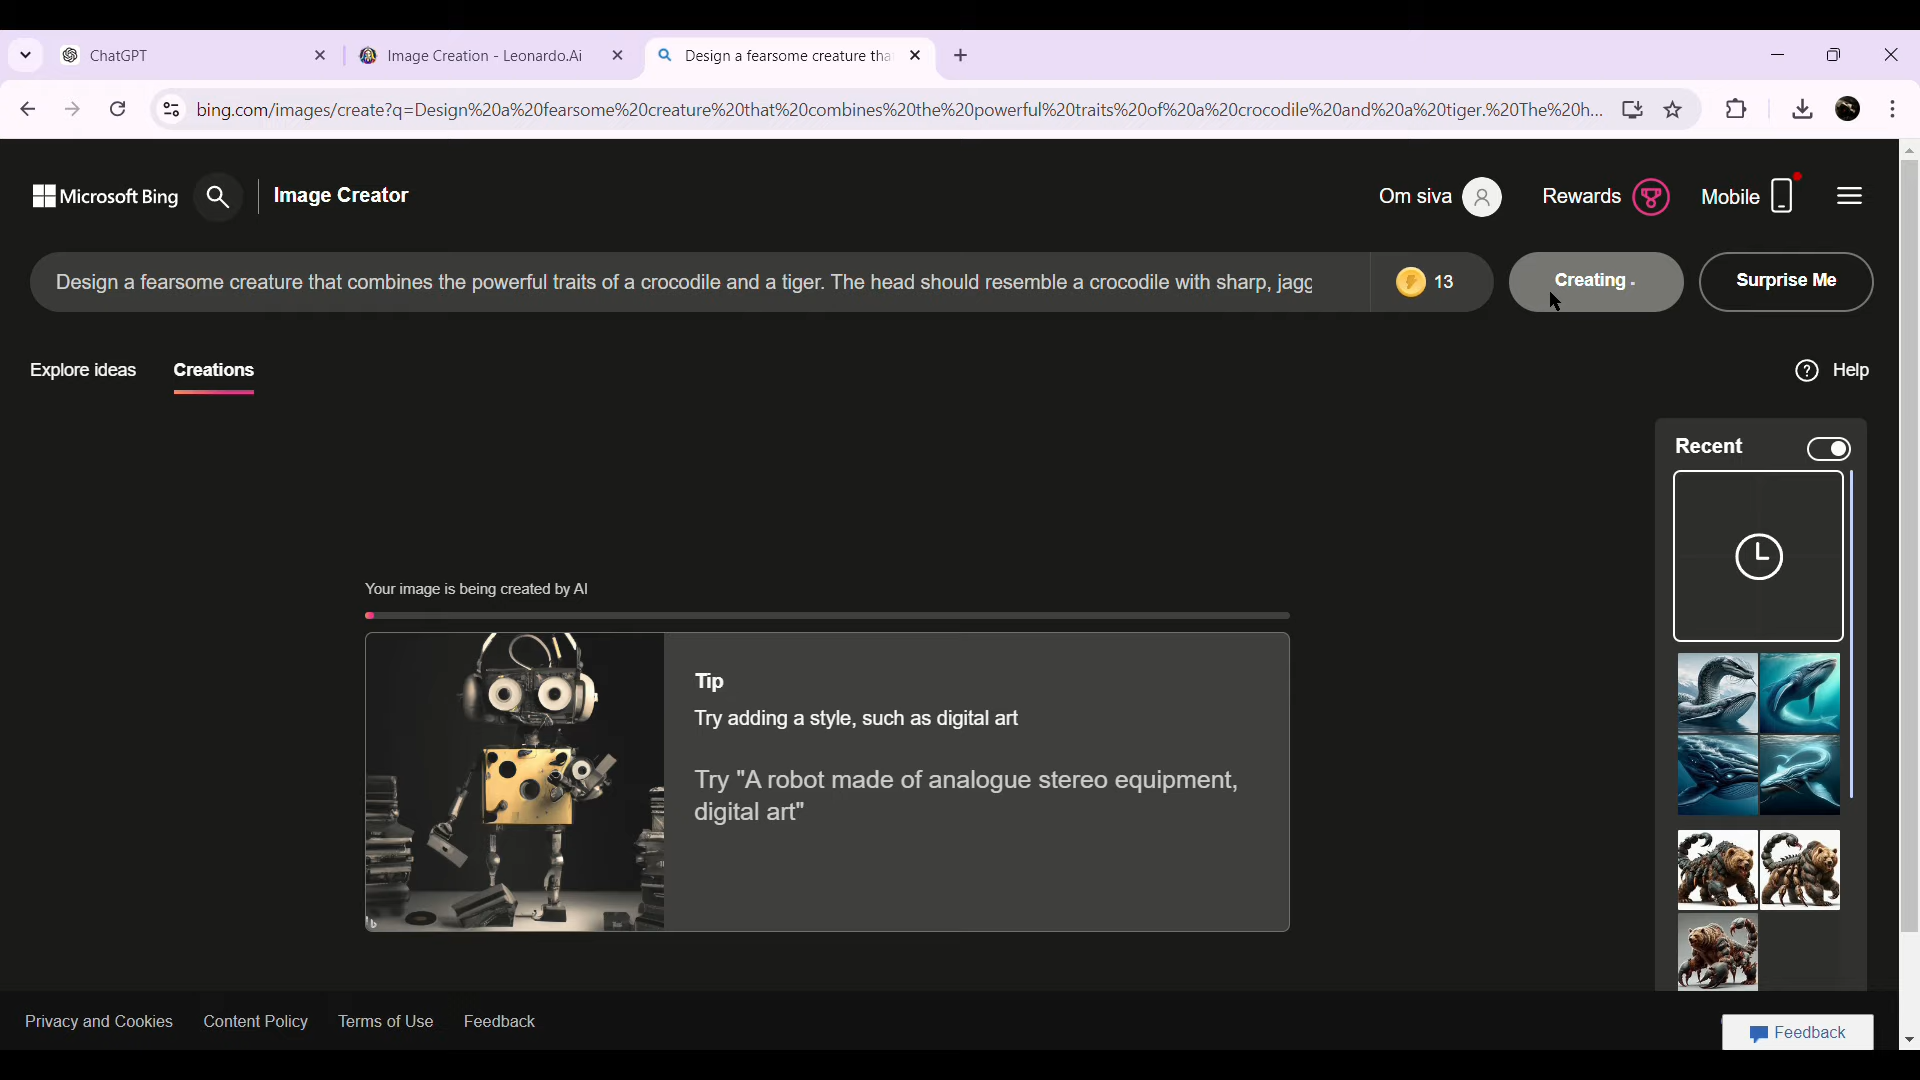 ChatGPT
Image Creation - Leonardo.Ai
Design a fearsome creature tha
bing.com/images/create?q=Design%20a%20fearsome%20creature%20that%20combines%20the%20powerful%20traits%20of%20a%20crocodile%20and%20a%20tiger.%20The%20h...
Microsoft Bing
Image Creator
Om siva
Rewards
Mobile
Design a fearsome creature that combines the powerful traits of a crocodile and a tiger. The head should resemble a crocodile with sharp, jagg
13
Creating .
Surprise Me
Explore ideas
Creations
Help
Recent
Your image is being created by AI
Tip
Try adding a style, such as digital art
Try "A robot made of analogue stereo equipment,
digital art"
Privacy and Cookies
Content Policy
Terms of Use
Feedback
Feedback